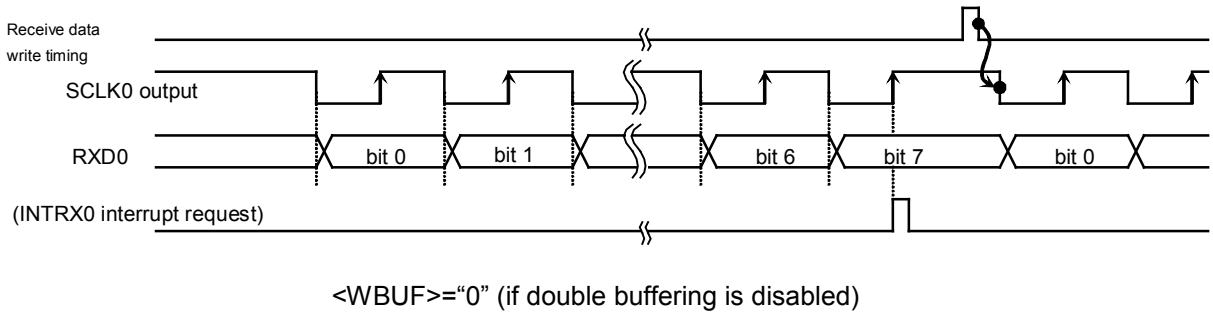 Receive data
write timing
SCLK0 output
RXD0
bit 0
bit 1
bit 6
bit 7
bit 0
(INTRX0 interrupt request)
<WBUF>=“0” (if double buffering is disabled)